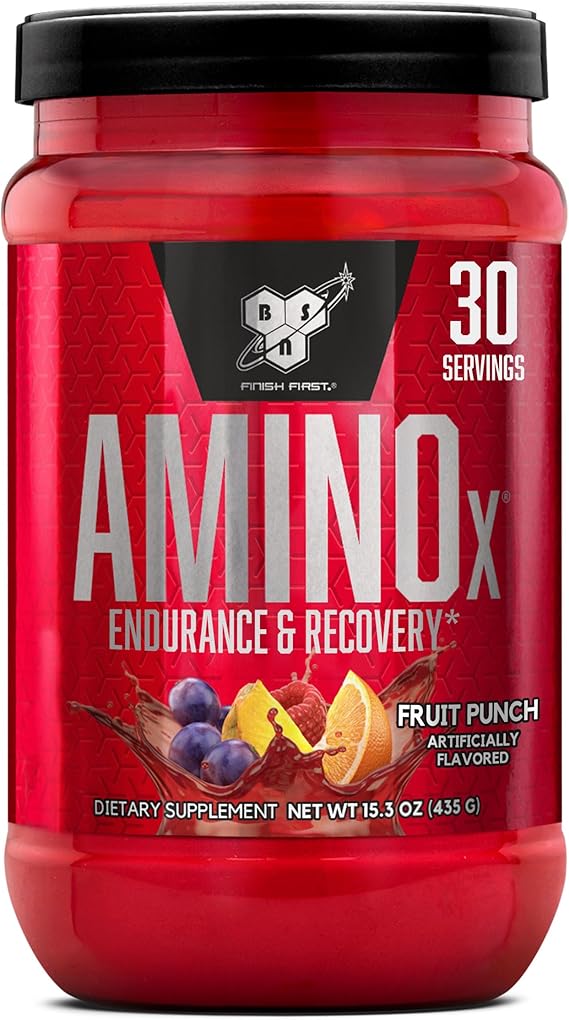 BSN
FINISH FIRST.®
30
SERVINGS
AMINOx®
ENDURANCE & RECOVERY*
FRUIT PUNCH
ARTIFICIALLY
FLAVORED
DIETARY SUPPLEMENT NET WT 15.3 OZ (435 G)